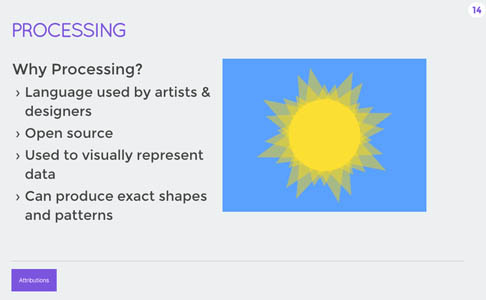 14
PROCESSING
Why Processing?
› Language used by artists &
designers
› Open source
› Used to visually represent
data
› Can produce exact shapes
and patterns
Attributions